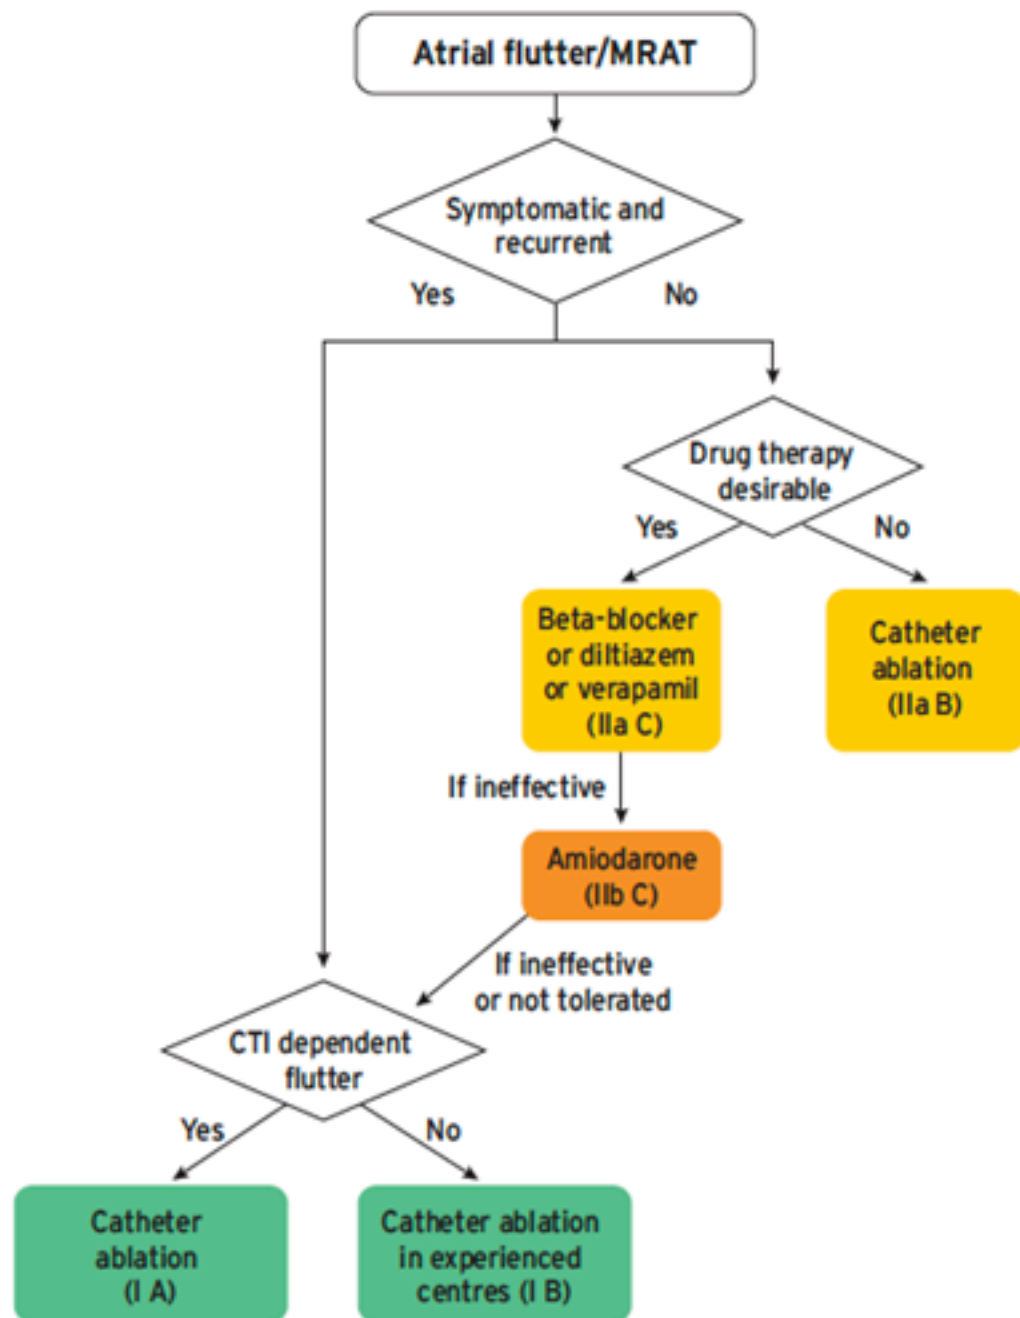 Atrial flutter/MRAT
Symptomatic and
recurrent
Yes
No
Drug therapy
desirable
Yes
No
Beta-blocker
or diltiazem
or verapamil
(IIa C)
Catheter
ablation
(IIa B)
If ineffective
Amiodarone
(IIb C)
If ineffective
or not tolerated
CTI dependent
flutter
Yes
No
Catheter
ablation
(I A)
Catheter ablation
in experienced
centres (I B)